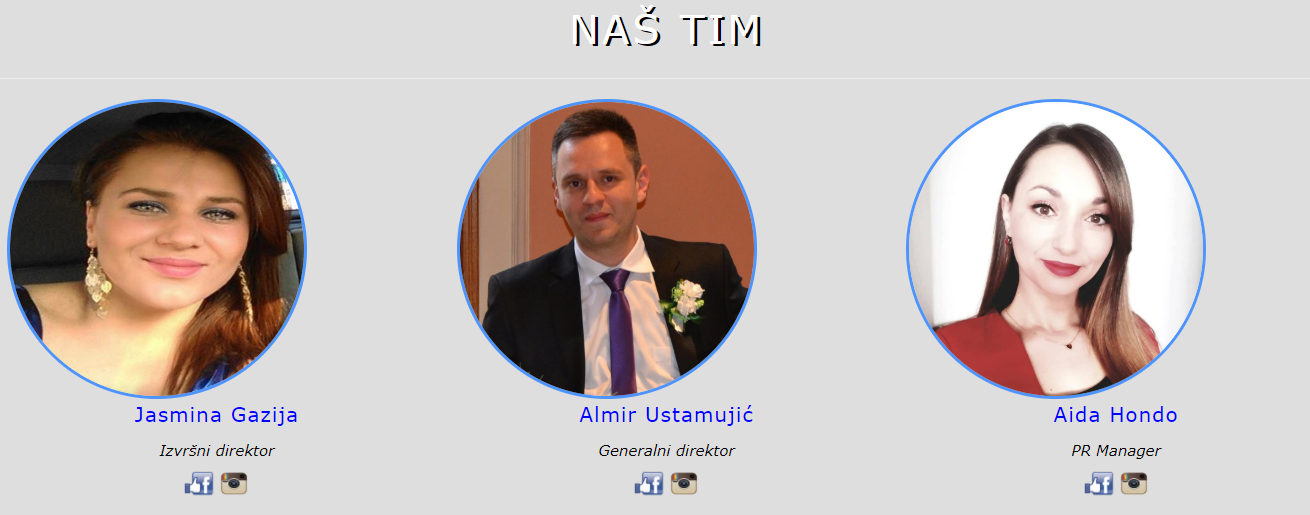 NAŠ TIM
Jasmina Gazija
Izvršni direktor
Almir Ustamujić
Generalni direktor
Aida Hondo
PR Manager